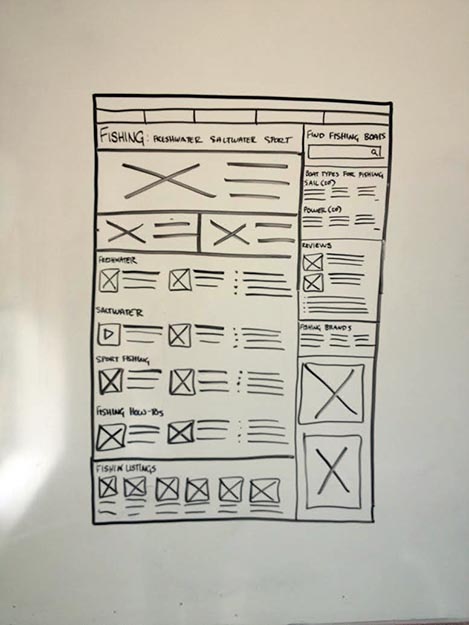 FISHING: FRESHWATER SALTWATER SPORT
FIND FISHING BOATS
BOAT TYPES FOR FISHING
SAIL (OF)
POWER (OF)
REVIEWS
FISHING BRANDS
FRESHWATER
SALTWATER
SPORT FISHING
FISHING HOW-TOS
FISHIN LISTINGS